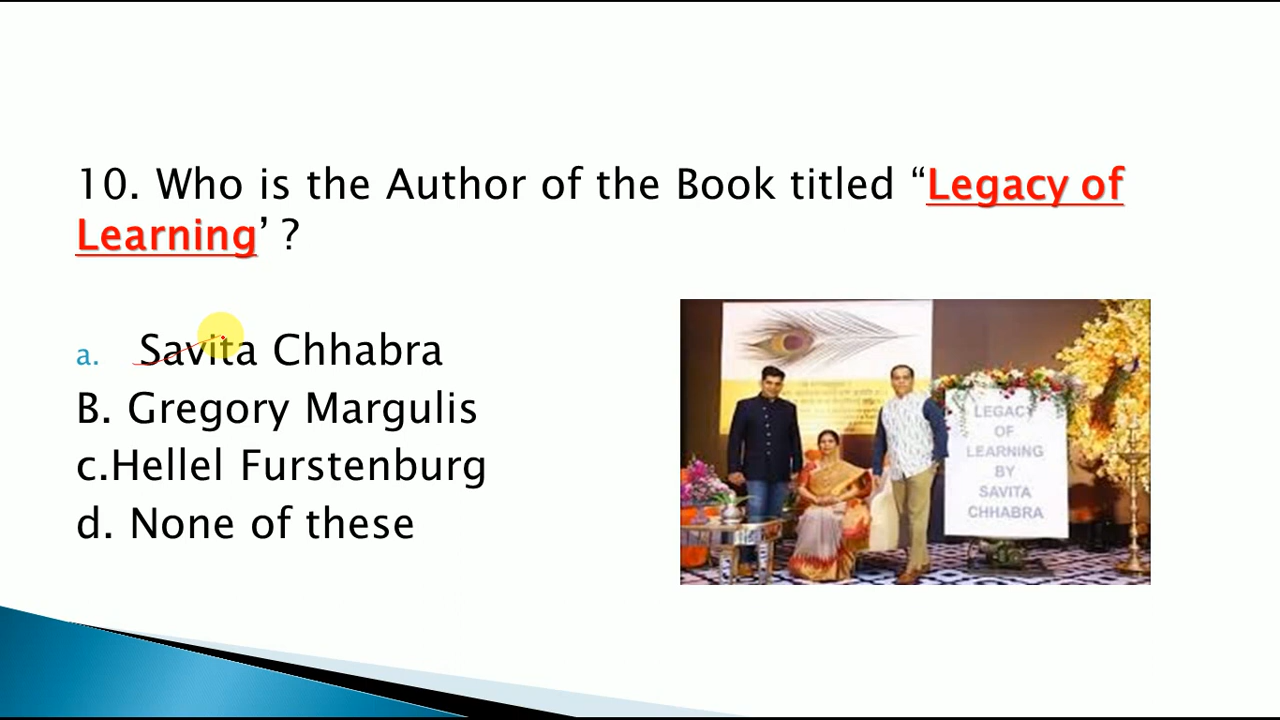 10. Who is the Author of the Book titled “Legacy of
Learning’ ?
a. Savita Chhabra
B. Gregory Margulis
c.Hellel Furstenburg
d. None of these
LEGACY
OF
LEARNING
BY
SAVITA
CHHABRA